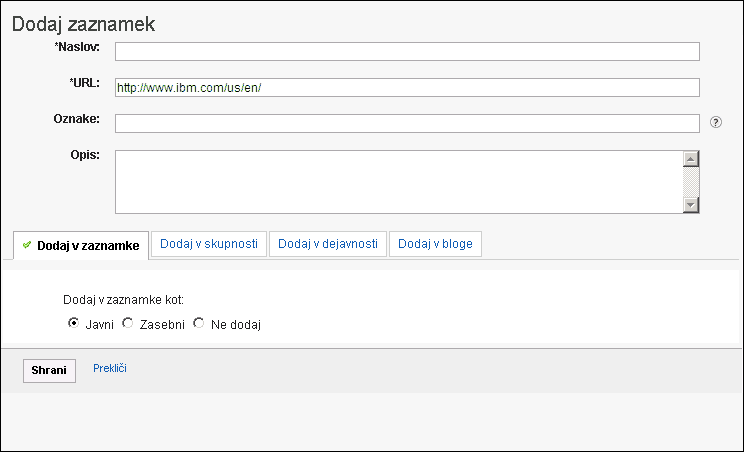 Dodaj zaznamek
*Naslov:
*URL: http://www.ibm.com/us/en/
Oznake: ?
Opis:
Dodaj v zaznamke Dodaj v skupnosti Dodaj v dejavnosti Dodaj v bloge
Dodaj v zaznamke kot:
Javni Zasebni Ne dodaj
Shrani Prekliči